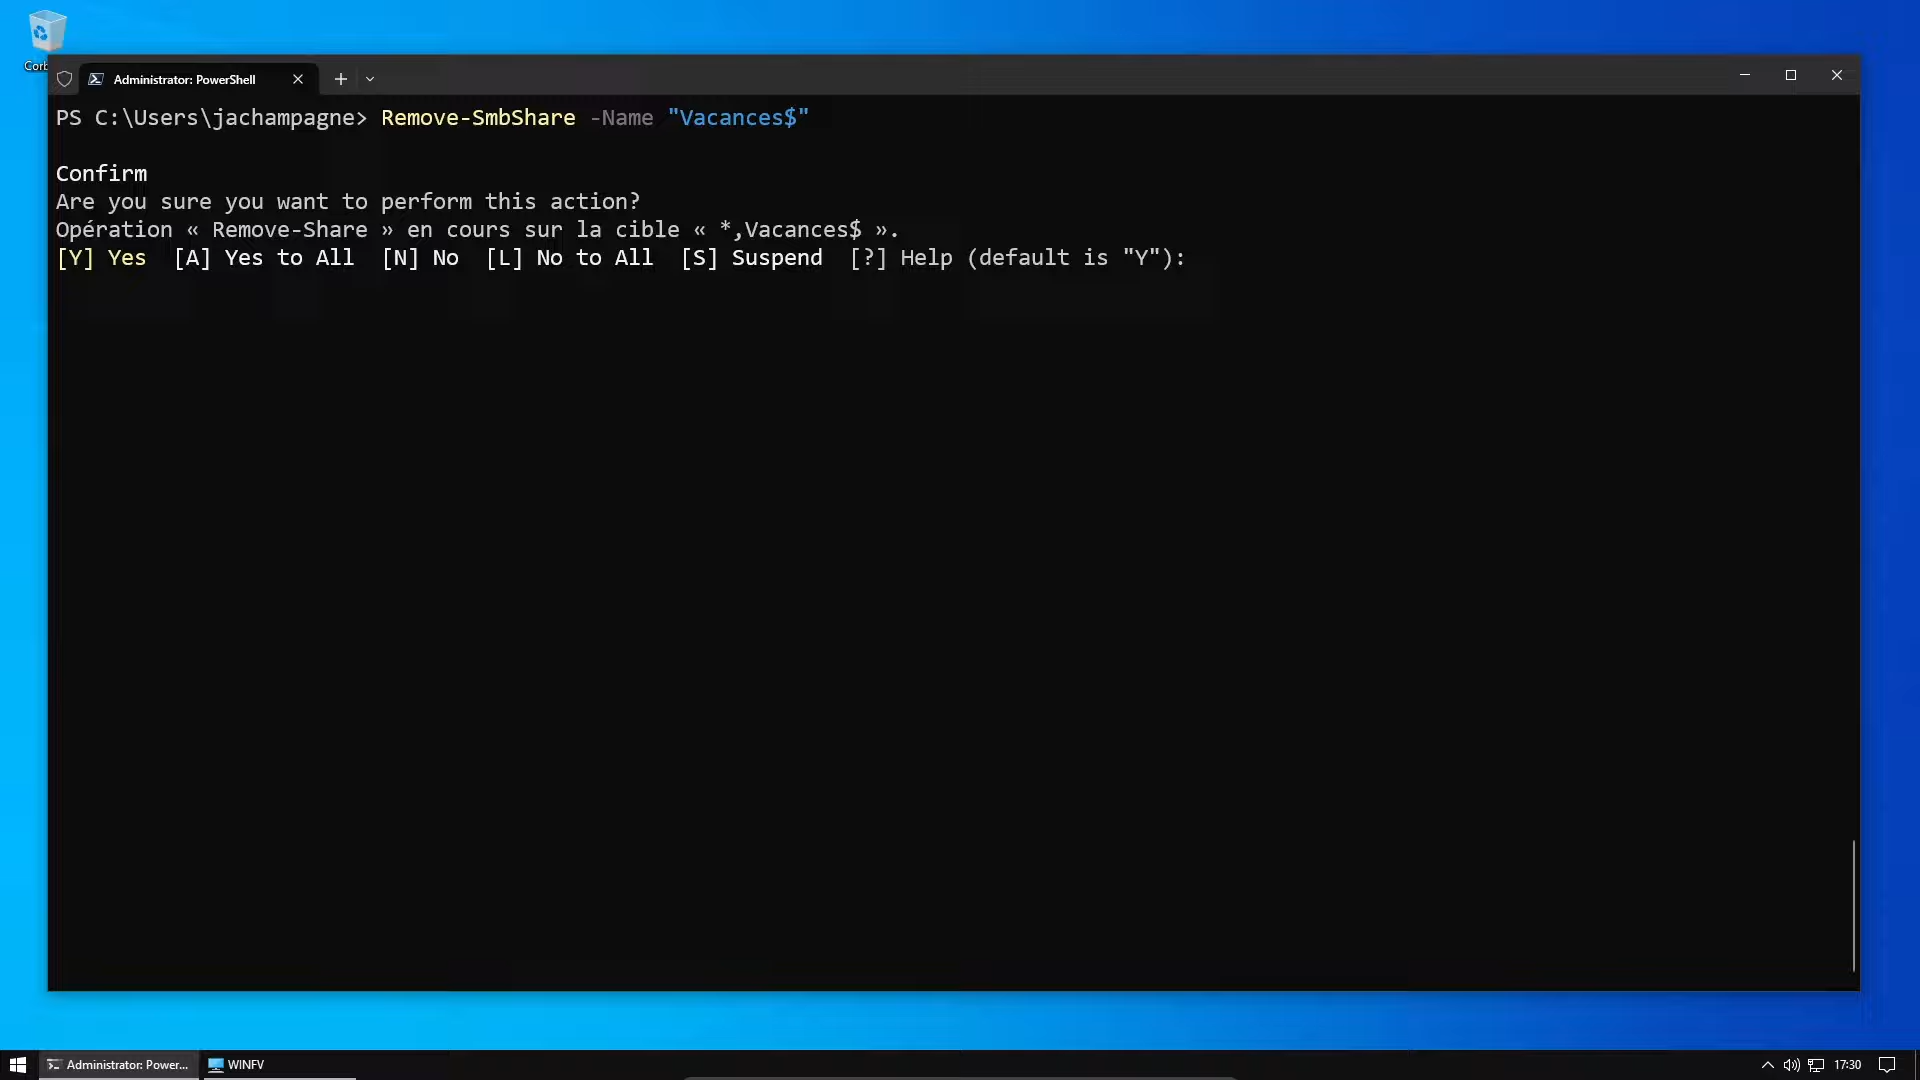 Corb
Administrator: PowerShell
PS C:\Users\jachampagne> Remove-SmbShare -Name "Vacances$"
Confirm
Are you sure you want to perform this action?
Opération « Remove-Share » en cours sur la cible « *,Vacances$ ».
[Y] Yes  [A] Yes to All  [N] No  [L] No to All  [S] Suspend  [?] Help (default is "Y"):
Administrator: Power...
WINFV
17:30